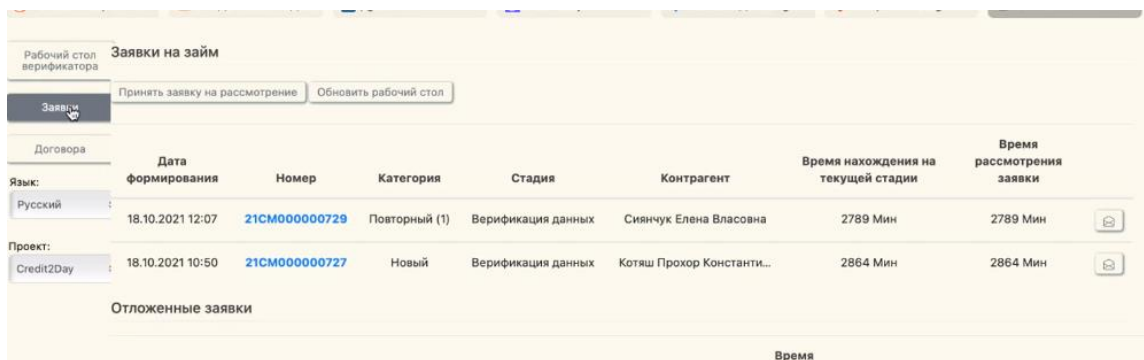 Рабочий стол верификатора
Заявки
Договора
Язык:
Русский
Проект:
Credit2Day
Заявки на займ
Принять заявку на рассмотрение Обновить рабочий стол
Дата формирования Номер Категория Стадия Контрагент Время нахождения на текущей стадии Время рассмотрения заявки
18.10.2021 12:07 21СМ000000729 Повторный (1) Верификация данных Сиянчук Елена Власовна 2789 Мин 2789 Мин
18.10.2021 10:50 21СМ000000727 Новый Верификация данных Котяш Прохор Константи... 2864 Мин 2864 Мин
Отложенные заявки
Время